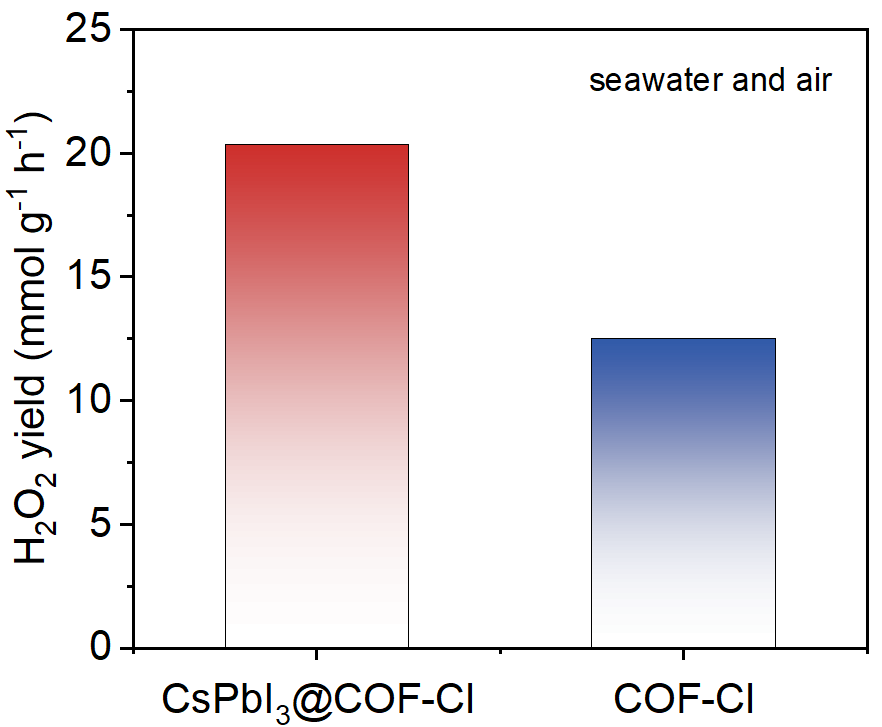 25
seawater and air
20
15
10
5
0
H₂O₂ yield (mmol g⁻¹ h⁻¹)
CsPbI₃@COF-Cl
COF-Cl